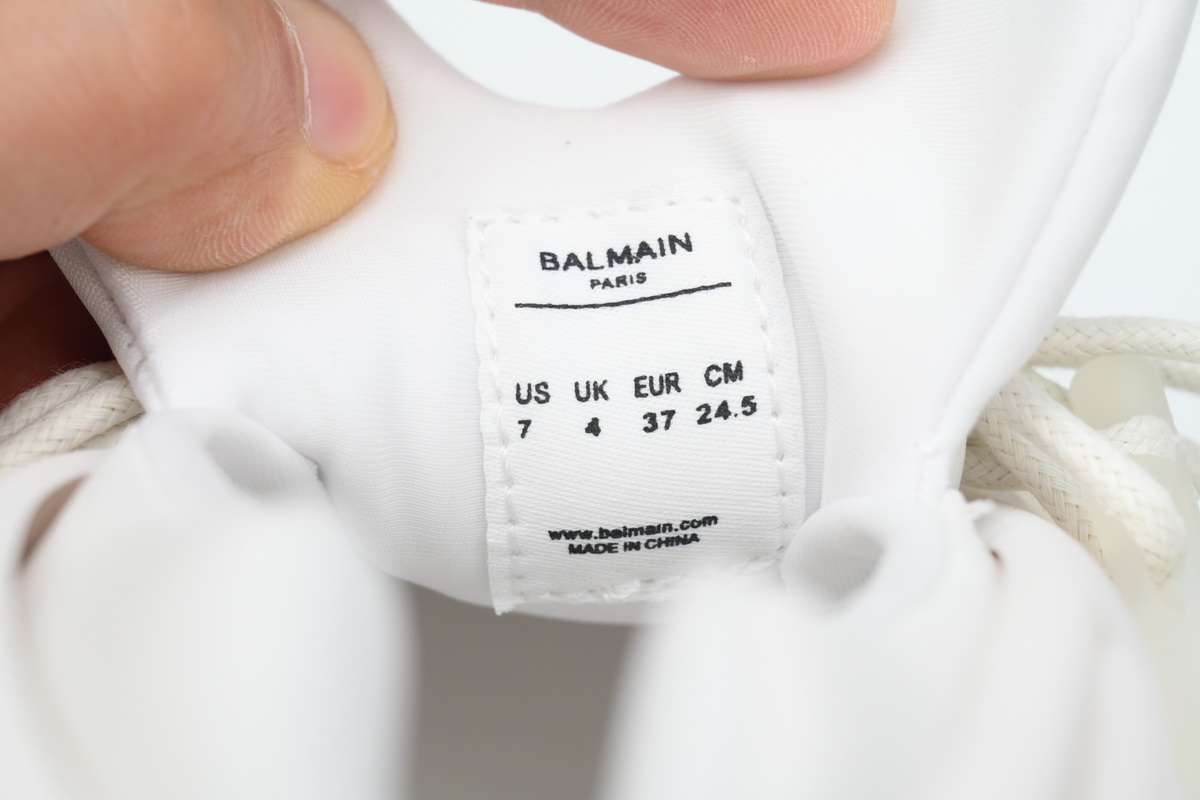 BALMAIN
PARIS
US UK EUR CM
7 4 37 24.5
www.balmain.com
MADE IN CHINA